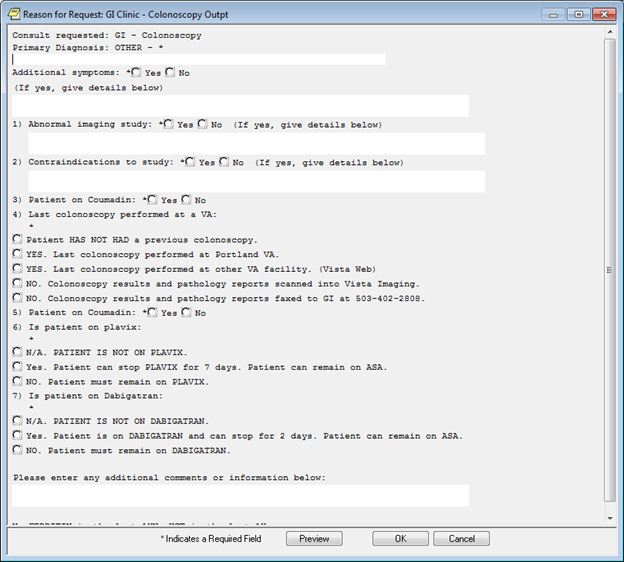 Reason for Request: GI Clinic - Colonoscopy Outpt
Consult requested: GI - Colonoscopy
Primary Diagnosis: OTHER - *
Additional symptoms: * Yes No
(If yes, give details below)
1) Abnormal imaging study: * Yes No (If yes, give details below)
2) Contraindications to study: * Yes No (If yes, give details below)
3) Patient on Coumadin: * Yes No
4) Last colonoscopy performed at a VA:
*
Patient HAS NOT HAD a previous colonoscopy.
YES. Last colonoscopy performed at Portland VA.
YES. Last colonoscopy performed at other VA facility. (Vista Web)
NO. Colonoscopy results and pathology reports scanned into Vista Imaging.
NO. Colonoscopy results and pathology reports faxed to GI at 503-402-2808.
5) Patient on Coumadin: * Yes No
6) Is patient on plavix:
*
N/A. PATIENT IS NOT ON PLAVIX.
Yes. Patient can stop PLAVIX for 7 days. Patient can remain on ASA.
NO. Patient must remain on PLAVIX.
7) Is patient on Dabigatran:
*
N/A. PATIENT IS NOT ON DABIGATRAN.
Yes. Patient is on DABIGATRAN and can stop for 2 days. Patient can remain on ASA.
NO. Patient must remain on DABIGATRAN.
Please enter any additional comments or information below:
* Indicates a Required Field Preview OK Cancel